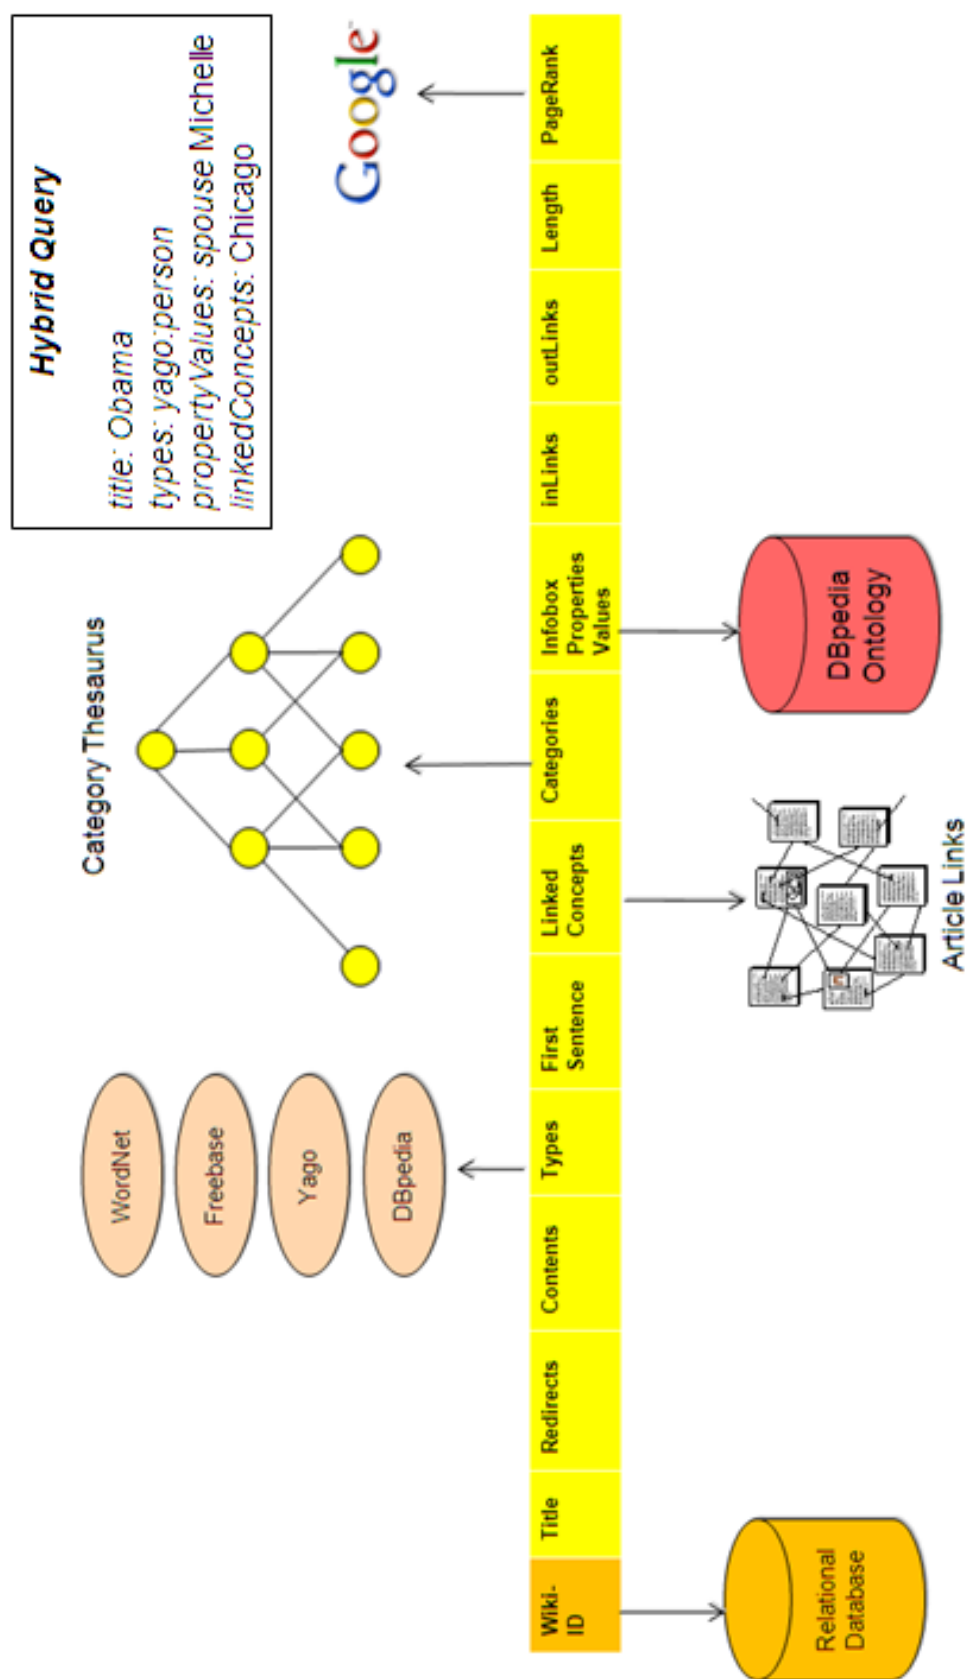 WordNet
Freebase
Yago
DBpedia
Category Thesaurus
Hybrid Query
title: Obama
types: yago:person
propertyValues: spouse Michelle
linkedConcepts: Chicago
Google
Wiki-
ID
Title
Redirects
Contents
Types
First
Sentence
Linked
Concepts
Categories
Infobox
Properties
Values
inLinks
outLinks
Length
PageRank
Relational
Database
Article Links
DBpedia
Ontology